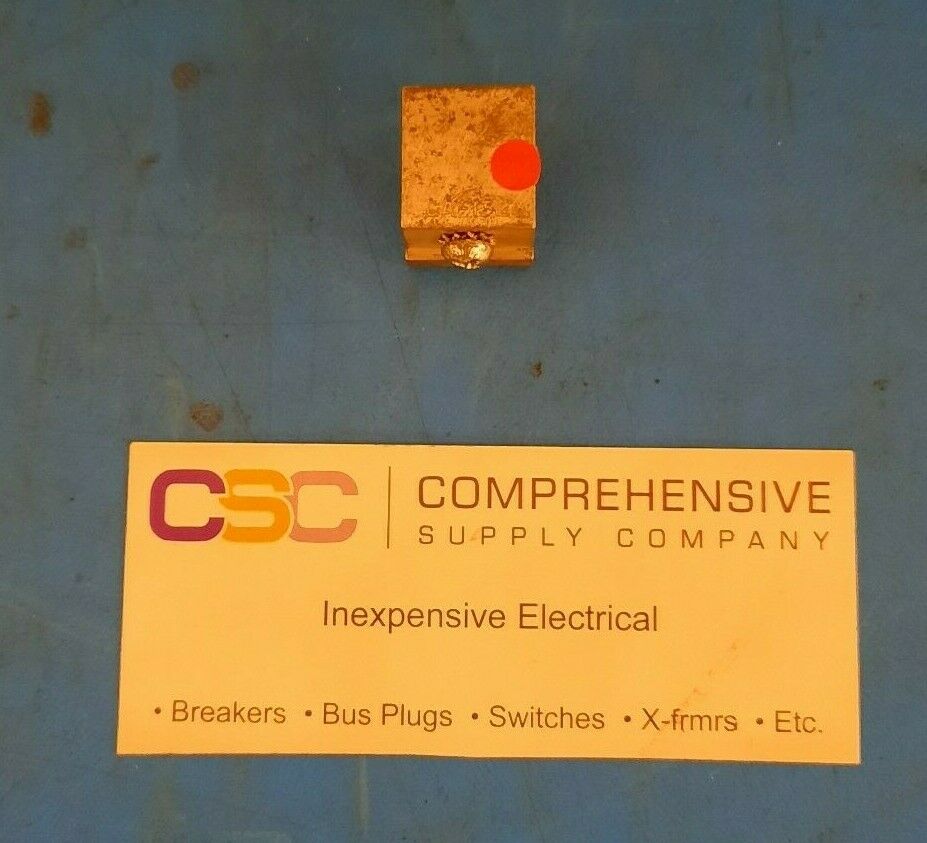 CSC
COMPREHENSIVE
SUPPLY COMPANY
Inexpensive Electrical
• Breakers • Bus Plugs • Switches • X-frmrs • Etc.